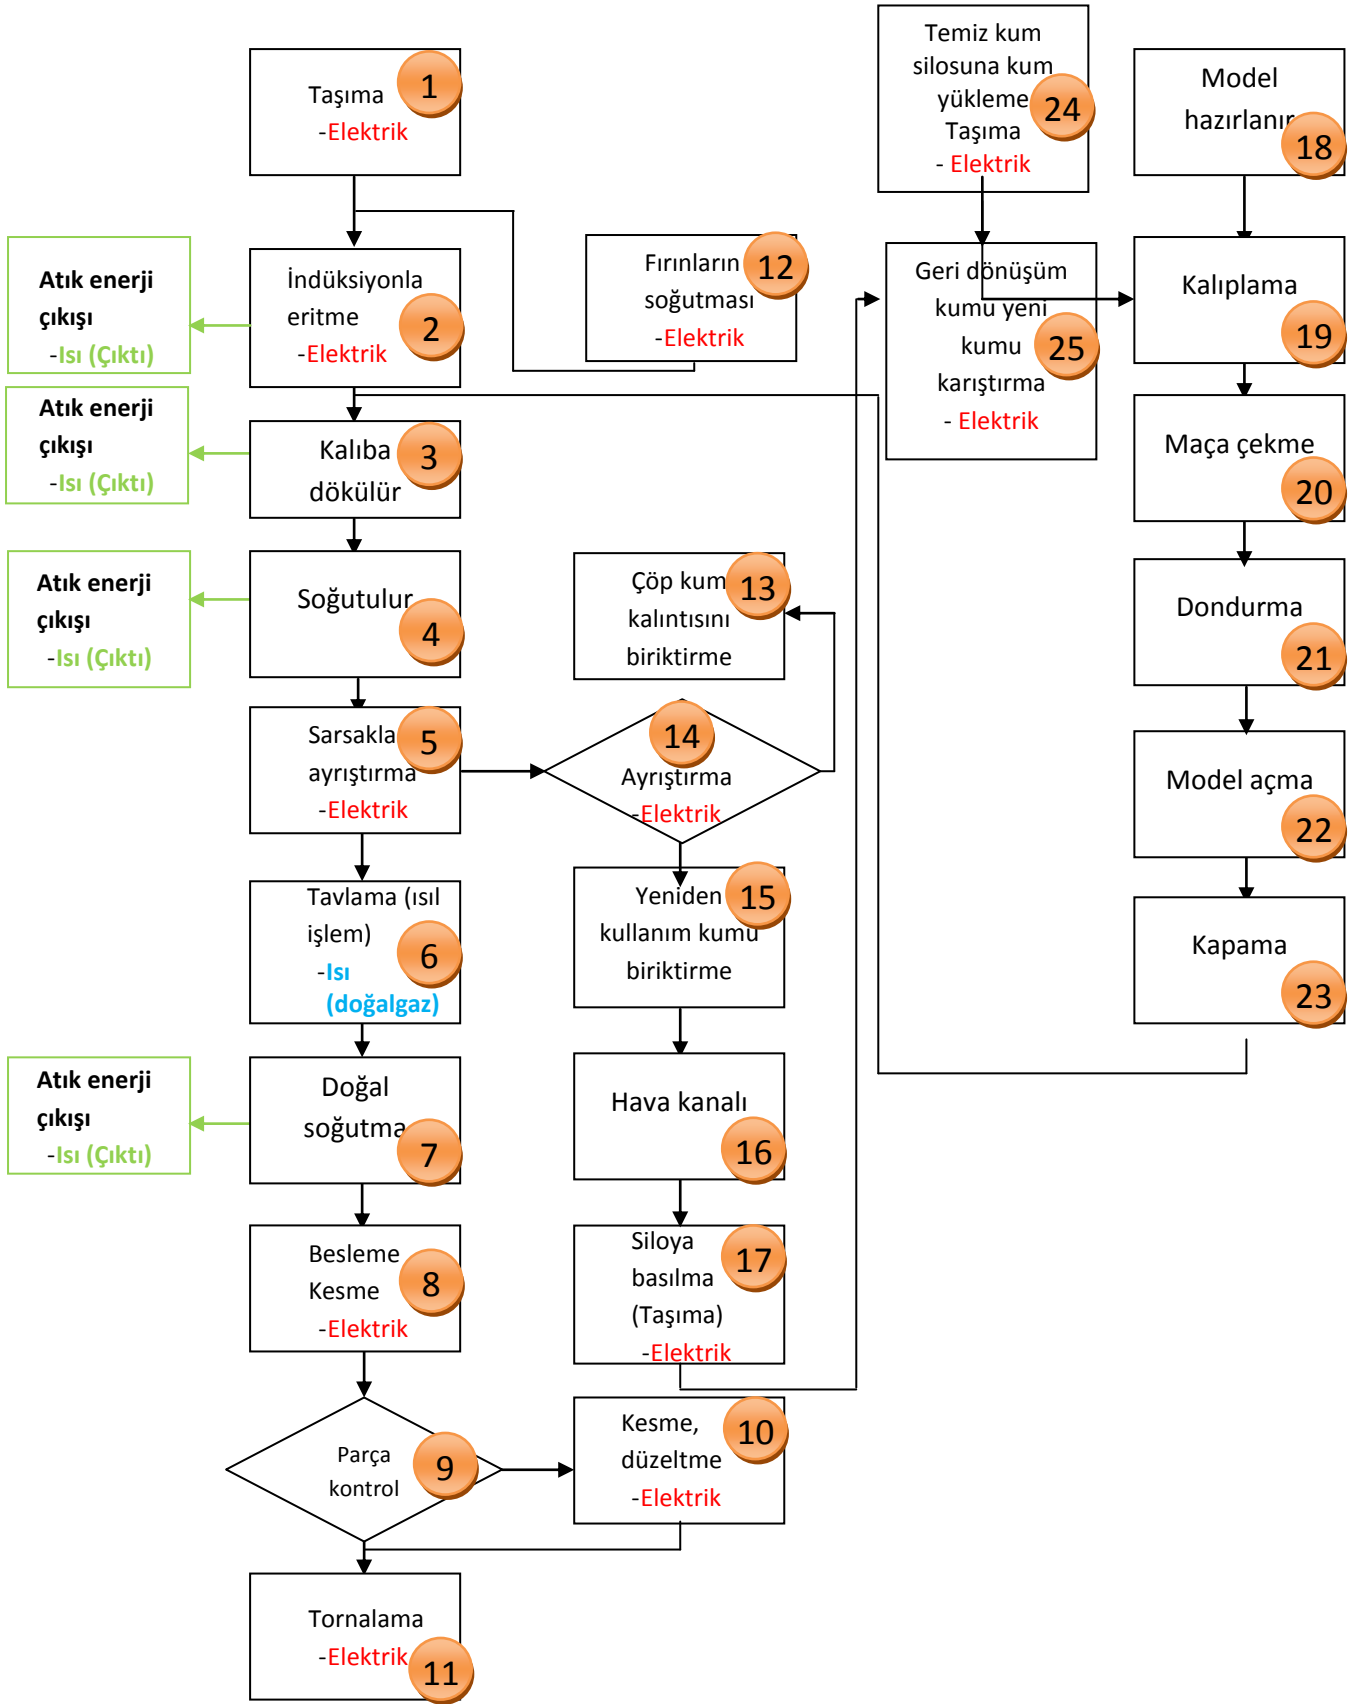 Taşıma
-Elektrik
1
Atık enerji
çıkışı
-Isı (Çıktı)
İndüksiyonla
eritme
-Elektrik
2
Atık enerji
çıkışı
-Isı (Çıktı)
Kalıba
dökülür
3
Atık enerji
çıkışı
-Isı (Çıktı)
Soğutulur
4
Sarsakla
ayrıştırma
-Elektrik
5
Tavlama (ısıl
işlem)
-Isı
(doğalgaz)
6
Atık enerji
çıkışı
-Isı (Çıktı)
Doğal
soğutma
7
Besleme
Kesme
-Elektrik
8
Parça
kontrol
9
Kesme,
düzeltme
-Elektrik
10
Tornalama
-Elektrik
11
Fırınların
soğutması
-Elektrik
12
Çöp kum
kalıntısını
biriktirme
13
14
Ayrıştırma
-Elektrik
Yeniden
kullanım kumu
biriktirme
15
Hava kanalı
16
Siloya
basılma
(Taşıma)
-Elektrik
17
Temiz kum
silosuna kum
yükleme
Taşıma
- Elektrik
24
Geri dönüşüm
kumu yeni
kumu
karıştırma
- Elektrik
25
Model
hazırlanır
18
Kalıplama
19
Maça çekme
20
Dondurma
21
Model açma
22
Kapama
23